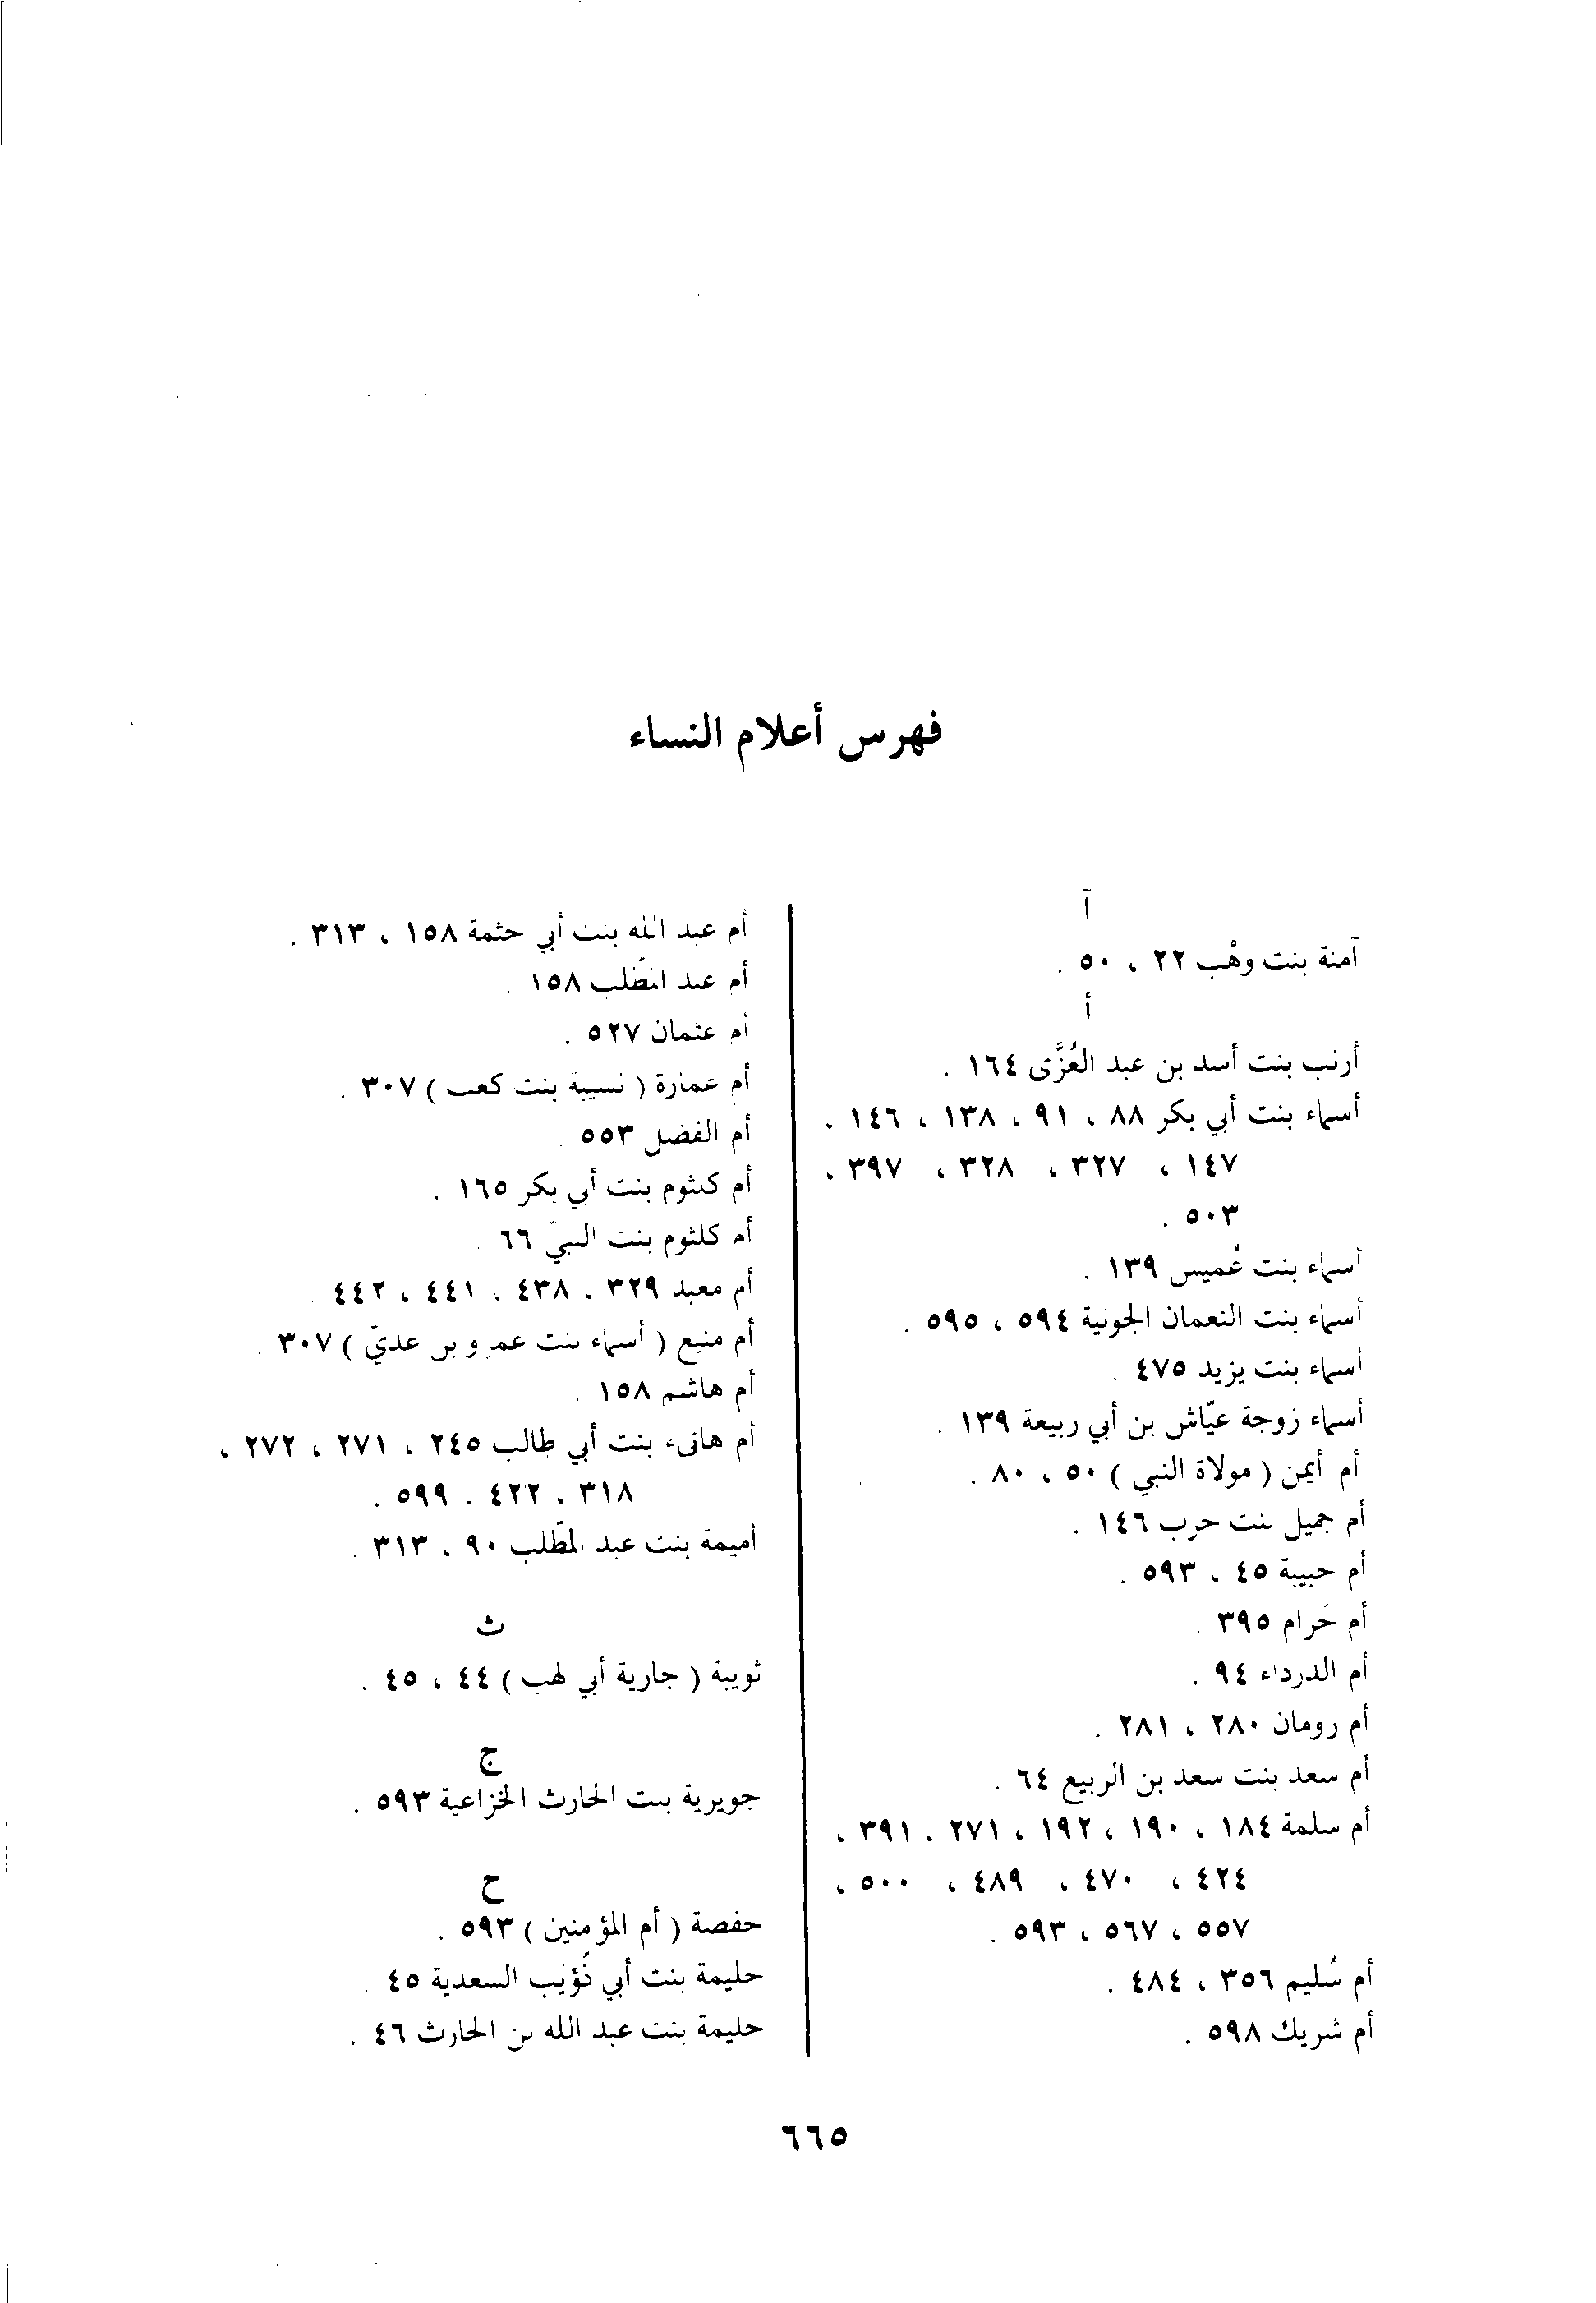 فهرس أعلام النساء
آ
آمنة بنت وهْب ٢٢ ، ٥٠ .
أ
أرنب بنت أسد بن عبد العُزَّى ١٦٤ .
أسماء بنت أبي بكر ٨٨ ، ٩١ ، ١٣٨ ، ١٤٦ ،
١٤٧ ، ٣٢٧ ، ٣٢٨ ، ٣٩٧ ،
٥٠٣ .
أسماء بنت عُميس ١٣٩ .
أسماء بنت النعمان الجونية ٥٩٤ ، ٥٩٥ .
أسماء بنت يزيد ٤٧٥ .
أسماء زوجة عيّاش بن أبي ربيعة ١٣٩ .
أم أيمن ( مولاة النبي ) ٥٠ ، ٨٠ .
أم جميل بنت حرب ١٤٦ .
أم حبيبة ٤٥ ، ٥٩٣ .
أم حَرام ٣٩٥ .
أم الدرداء ٩٤ .
أم رومان ٢٨٠ ، ٢٨١ .
أم سعد بنت سعد بن الربيع ٦٤ .
أم سلمة ١٨٤ ، ١٩٠ ، ١٩٢ ، ٢٧١ ، ٣٩١ ،
٤٢٤ ، ٤٧٠ ، ٤٨٩ ، ٥٠٠ ،
٥٥٧ ، ٥٦٧ ، ٥٩٣ .
أم سُليم ٣٥٦ ، ٤٨٤ .
أم شريك ٥٩٨ .
أم عبد الله بنت أبي حثمة ١٥٨ ، ٣١٣ .
أم عبد المطّلب ١٥٨ .
أم عثمان ٥٢٧ .
أم عمارة ( نسيبة بنت كعب ) ٣٠٧ .
أم الفضل ٥٥٣ .
أم كلثوم بنت أبي بكر ١٦٥ .
أم كلثوم بنت النبيّ ٦٦ .
أم معبد ٣٢٩ ، ٤٣٨ ، ٤٤١ ، ٤٤٢ .
أم منيع ( أسماء بنت عمرو بن عديّ ) ٣٠٧ .
أم هاشم ١٥٨ .
أم هانىء بنت أبي طالب ٢٤٥ ، ٢٧١ ، ٢٧٢ ،
٣١٨ ، ٤٢٢ ، ٥٩٩ .
أميمة بنت عبد المطّلب ٩٠ ، ٣١٣ .
ث
ثويبة ( جارية أبي لهب ) ٤٤ ، ٤٥ .
ج
جويرية بنت الحارث الخزاعية ٥٩٣ .
ح
حفصة ( أم المؤمنين ) ٥٩٣ .
حليمة بنت أبي ذُؤيب السعدية ٤٥ .
حليمة بنت عبد الله بن الحارث ٤٦ .
٦٦٥